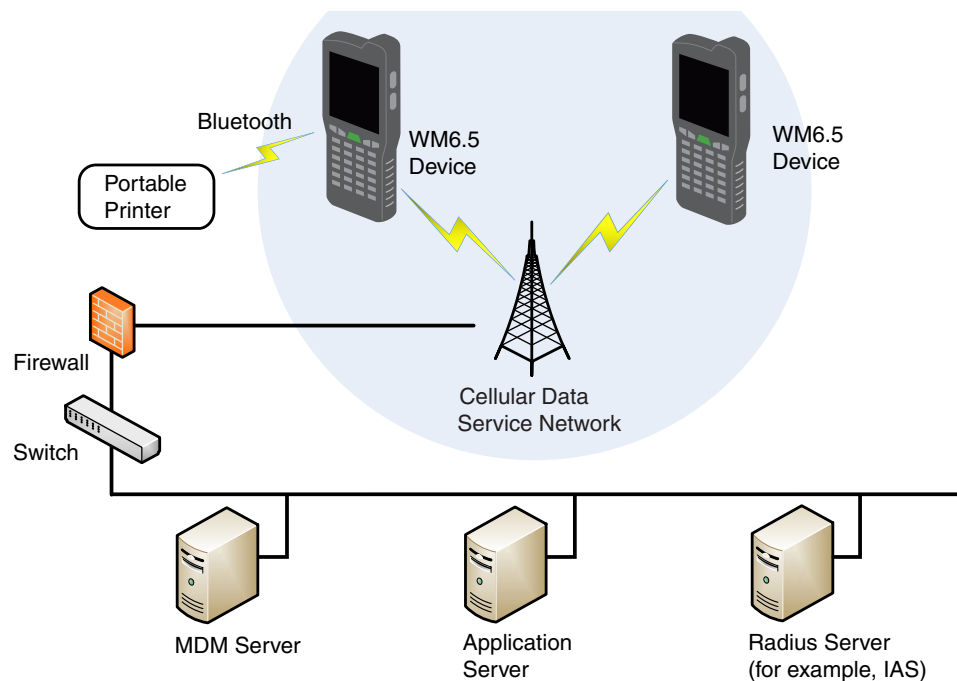 Bluetooth
WM6.5
Device
WM6.5
Device
Portable
Printer
Firewall
Cellular Data
Service Network
Switch
MDM Server
Application
Server
Radius Server
(for example, IAS)